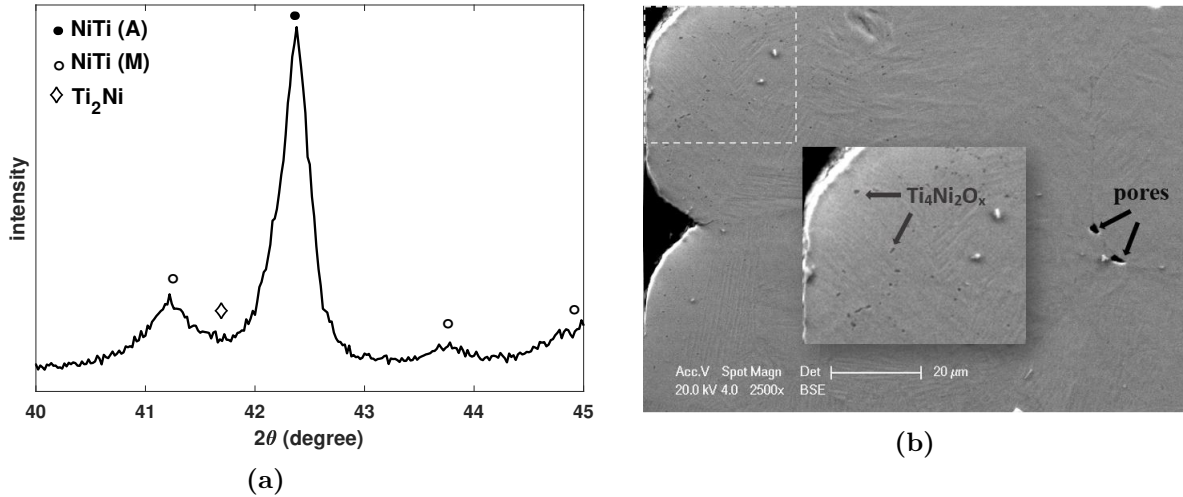 NiTi (A)
NiTi (M)
Ti₂Ni
intensity
40 41 42 43 44 45
2θ (degree)
(a)
Ti₄Ni₂Oₓ
pores
Acc.V Spot Magn Det 20 μm
20.0 kV 4.0 2500x BSE
(b)